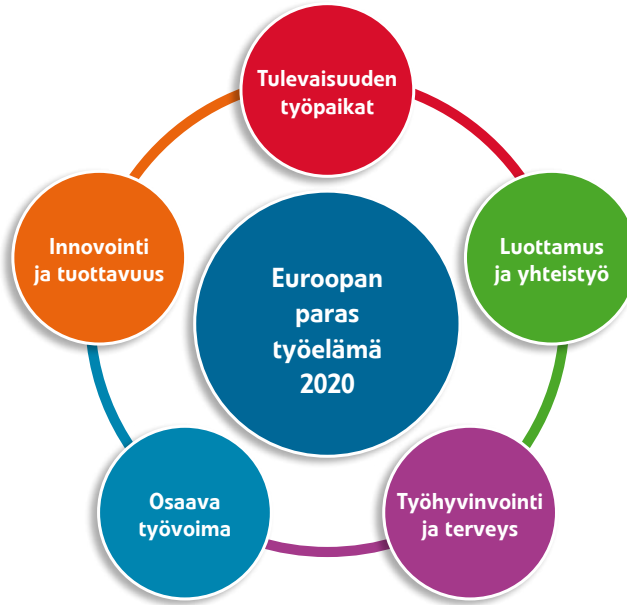 Tulevaisuuden
työpaikat
Innovointi
ja tuottavuus
Luottamus
ja yhteistyö
Euroopan
paras
työelämä
2020
Osaava
työvoima
Työhyvinvointi
ja terveys